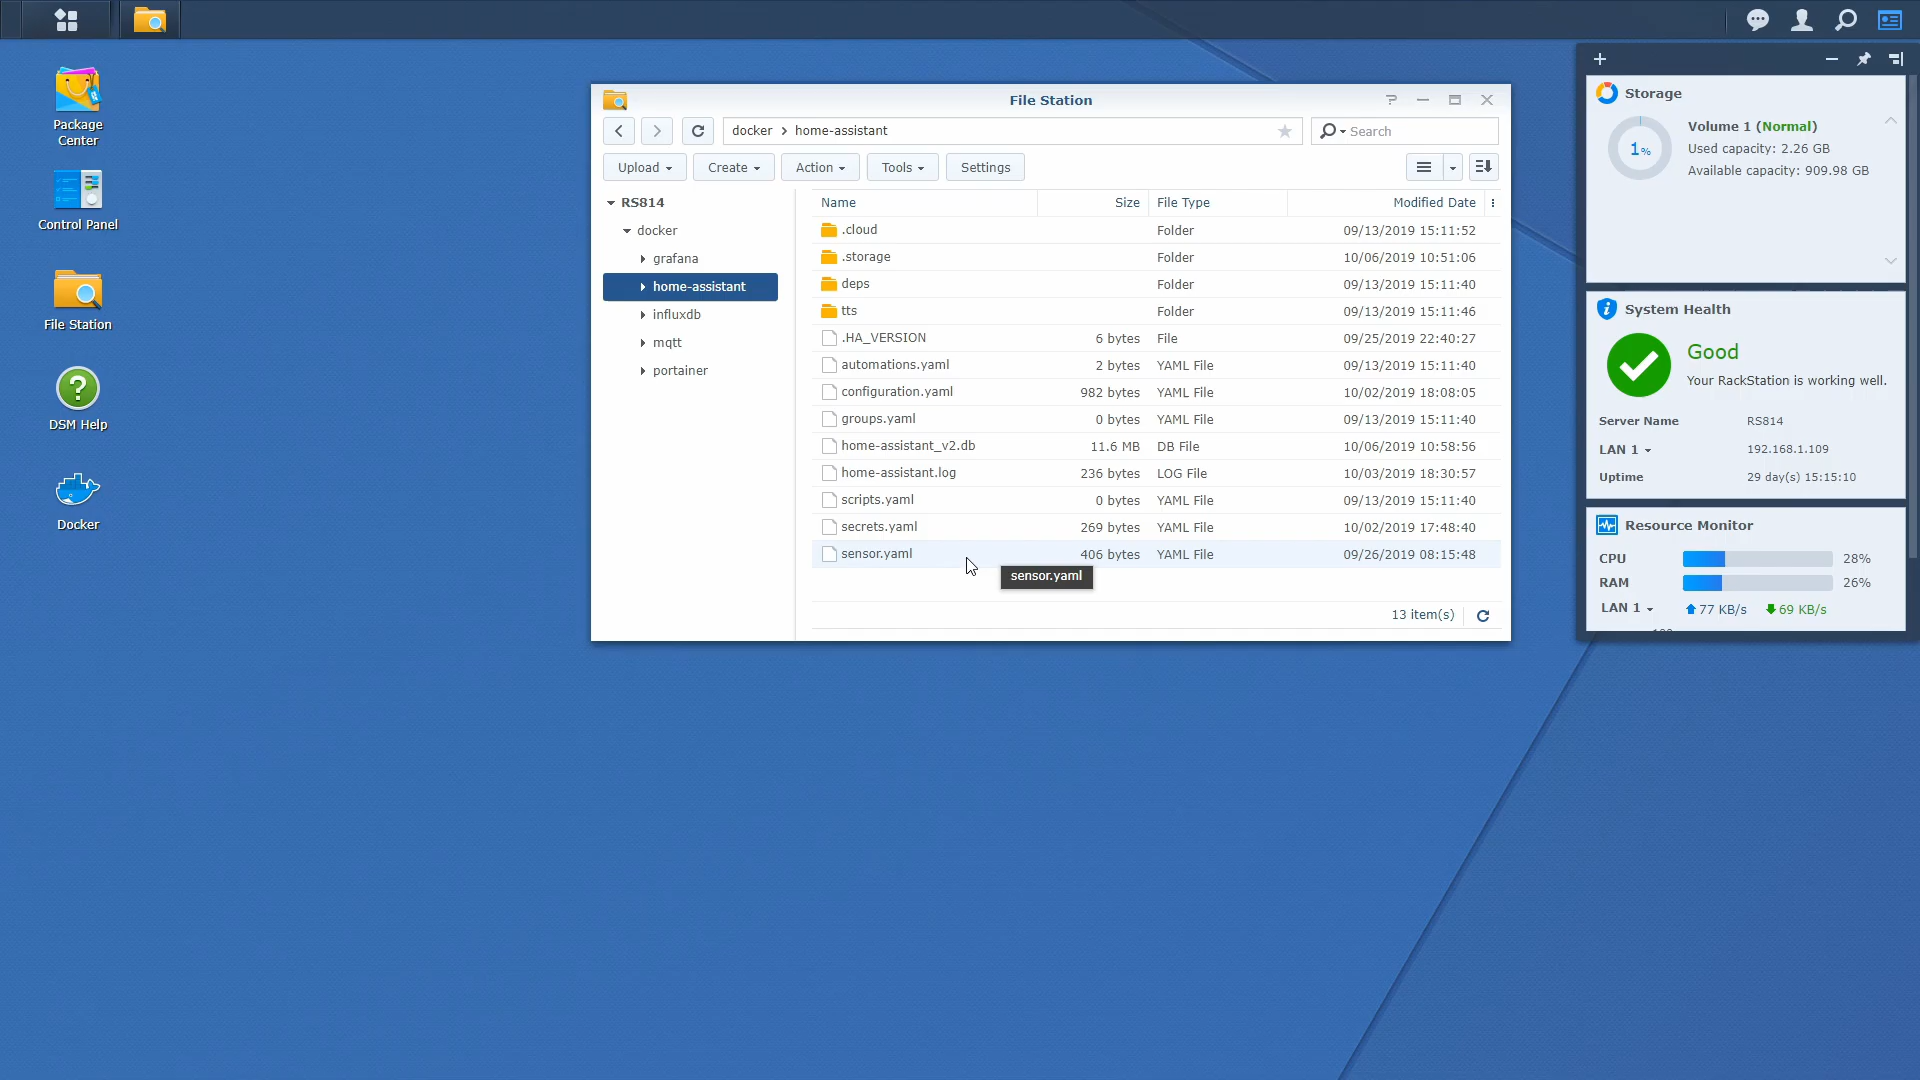 Package
Center
Control Panel
File Station
DSM Help
Docker
File Station
docker home-assistant
Search
Upload Create Action Tools Settings
RS814
docker
grafana
home-assistant
influxdb
mqtt
portainer
Name Size File Type Modified Date
.cloud Folder 09/13/2019 15:11:52
.storage Folder 10/06/2019 10:51:06
deps Folder 09/13/2019 15:11:40
tts Folder 09/13/2019 15:11:46
.HA_VERSION 6 bytes File 09/25/2019 22:40:27
automations.yaml 2 bytes YAML File 09/13/2019 15:11:40
configuration.yaml 982 bytes YAML File 10/02/2019 18:08:05
groups.yaml 0 bytes YAML File 09/13/2019 15:11:40
home-assistant_v2.db 11.6 MB DB File 10/06/2019 10:58:56
home-assistant.log 236 bytes LOG File 10/03/2019 18:30:57
scripts.yaml 0 bytes YAML File 09/13/2019 15:11:40
secrets.yaml 269 bytes YAML File 10/02/2019 17:48:40
sensor.yaml 406 bytes YAML File 09/26/2019 08:15:48
sensor.yaml
13 item(s)
Storage
1%
Volume 1 (Normal)
Used capacity: 2.26 GB
Available capacity: 909.98 GB
System Health
Good
Your RackStation is working well.
Server Name RS814
LAN 1 192.168.1.109
Uptime 29 day(s) 15:15:10
Resource Monitor
CPU 28%
RAM 26%
LAN 1 77 KB/s 69 KB/s